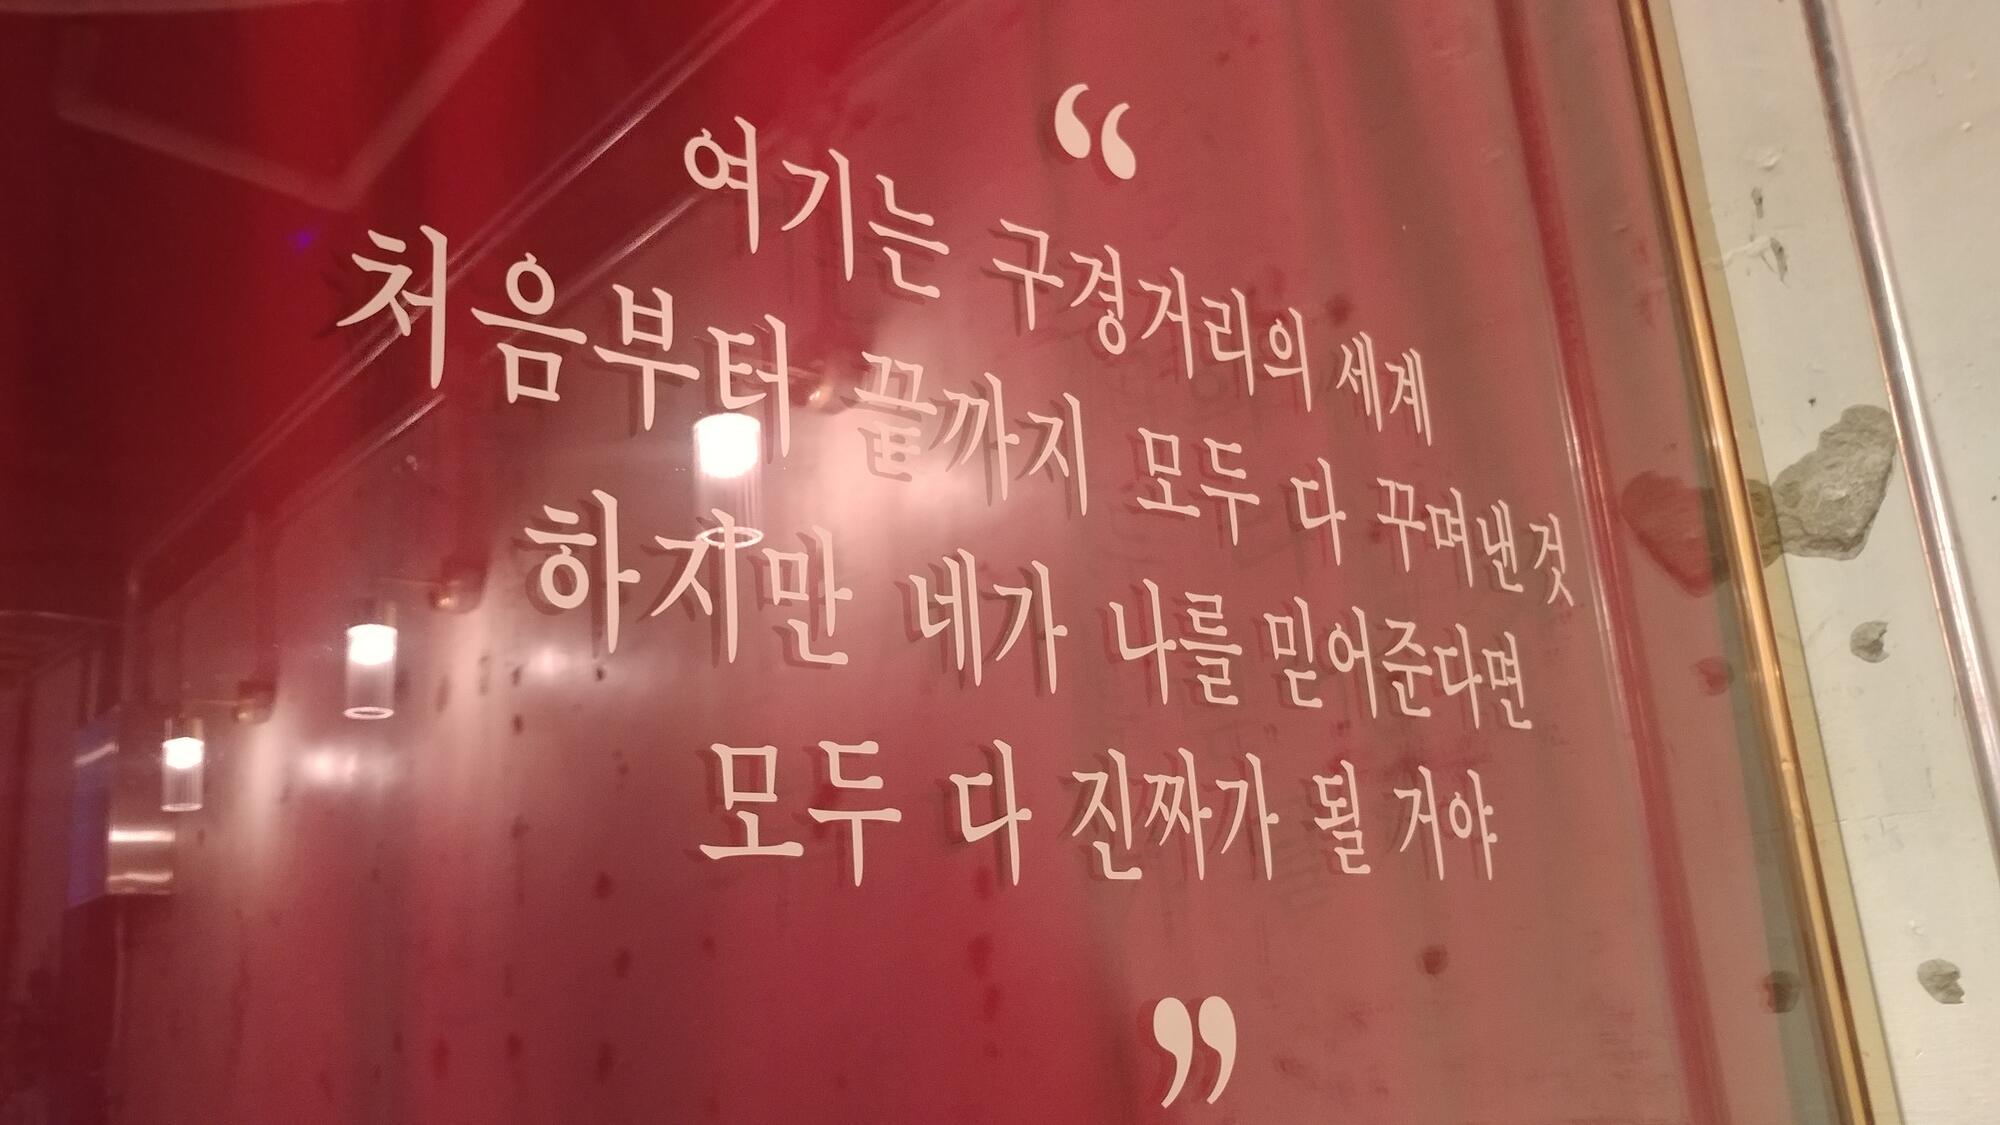 “
여기는 구경거리의 세계
처음부터 끝까지 모두 다 꾸며낸 것
하지만 네가 나를 믿어준다면
모두 다 진짜가 될 거야
”